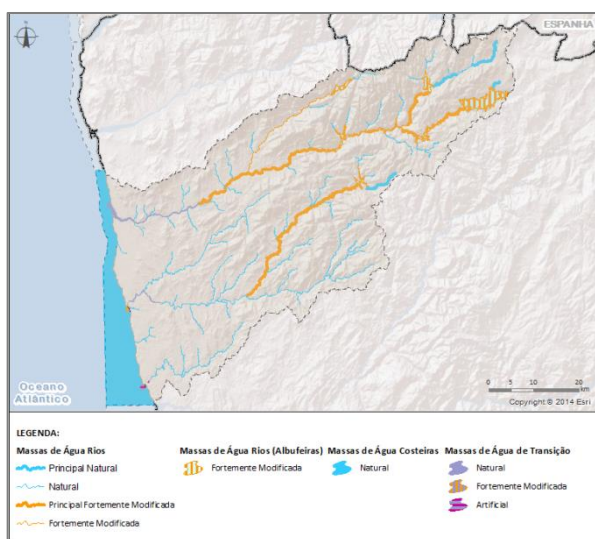 ESPANHA
N
Oceano
Atlântico
0 5 10 20
km
Copyright © 2014 Esri
LEGENDA:
Massas de Água Rios
Principal Natural
Natural
Principal Fortemente Modificada
Fortemente Modificada
Massas de Água Rios (Albufeiras)
Fortemente Modificada
Massas de Água Costeiras
Natural
Massas de Água de Transição
Natural
Fortemente Modificada
Artificial